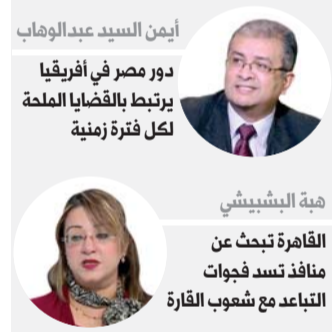 أيمن السيد عبدالوهاب
دور مصر في أفريقيا
يرتبط بالقضايا الملحة
لكل فترة زمنية
هبة البشبيشي
القاهرة تبحث عن
منافذ تسد فجوات
التباعد مع شعوب القارة